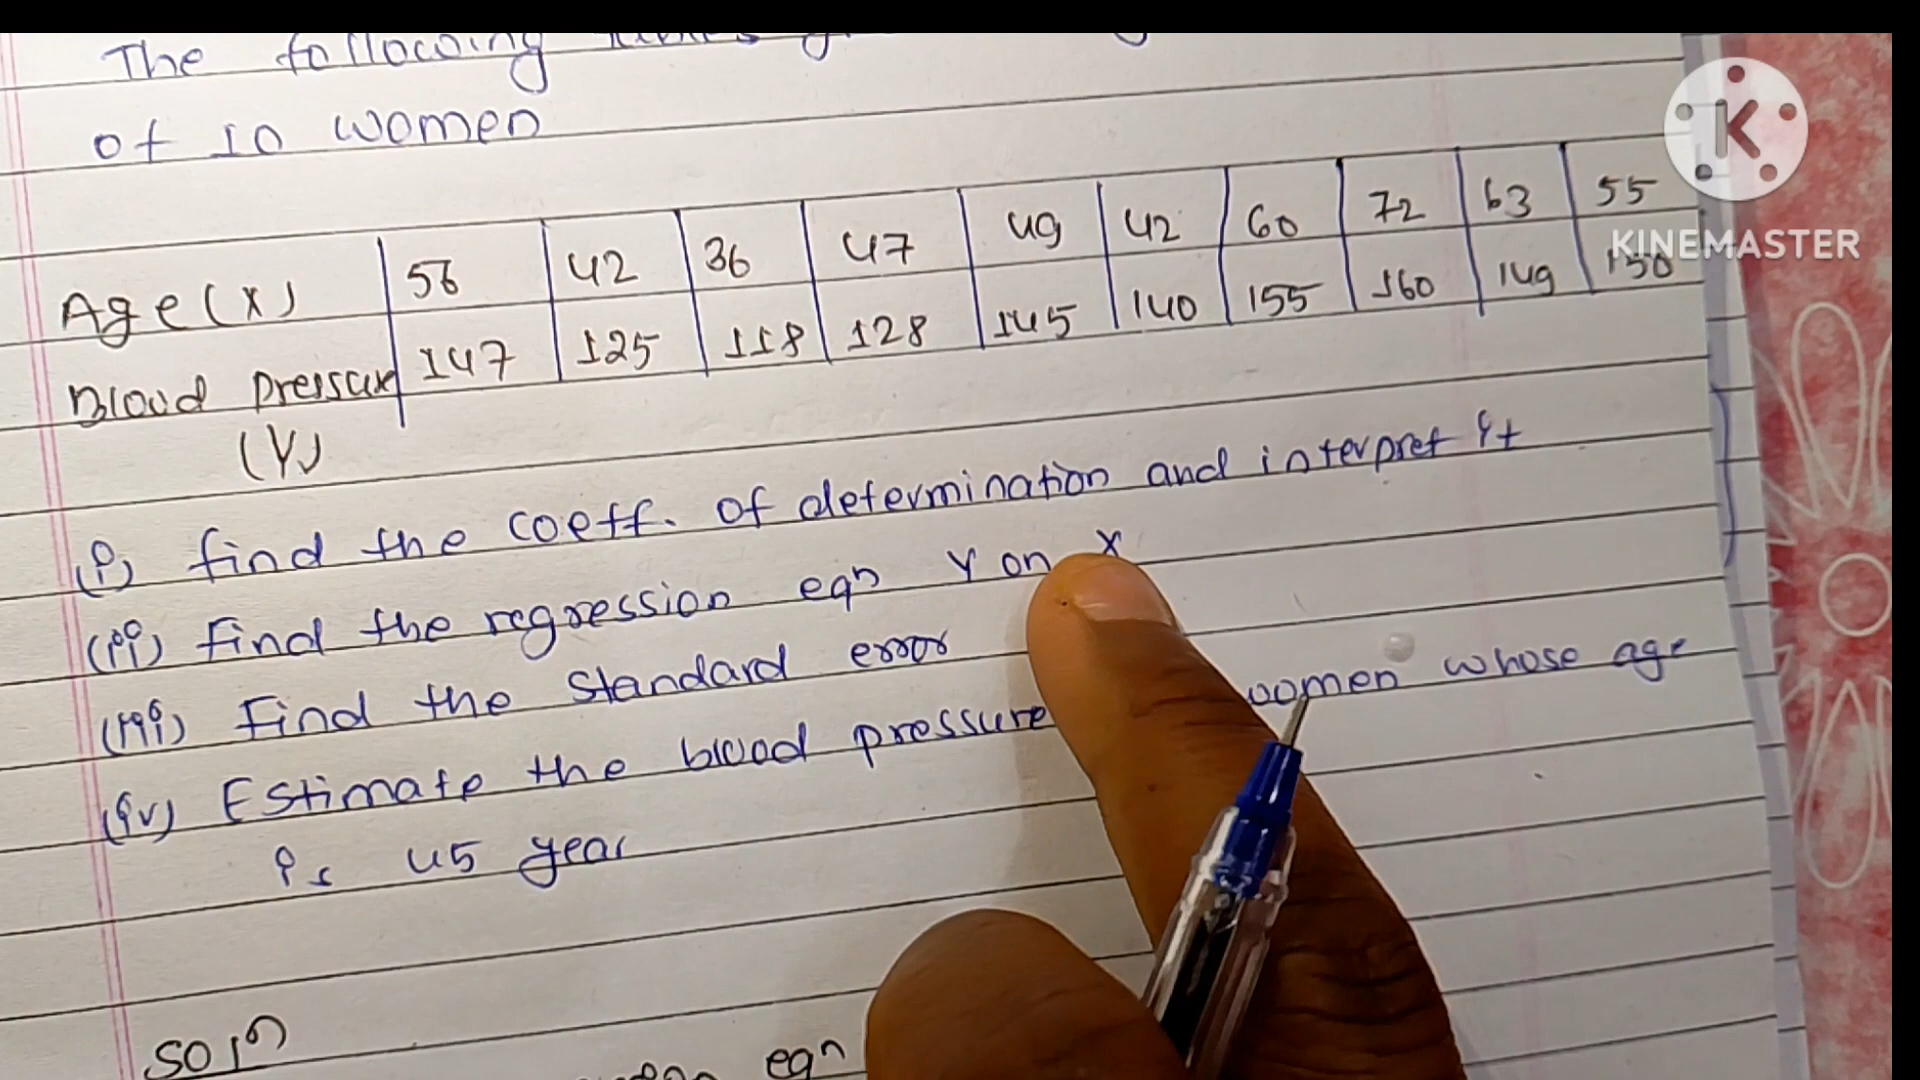 The following
of 10 women
Age (X) 56 42 36 47 49 42 60 72 63 55
Blood pressure (Y) 147 125 118 128 145 140 155 160 149 150
(i) find the coeff. of determination and interpret it
(ii) find the regression eqn Y on X
(iii) Find the standard error
(iv) Estimate the blood pressure women whose age
is 45 year
Soln
eqn
K
KINEMASTER